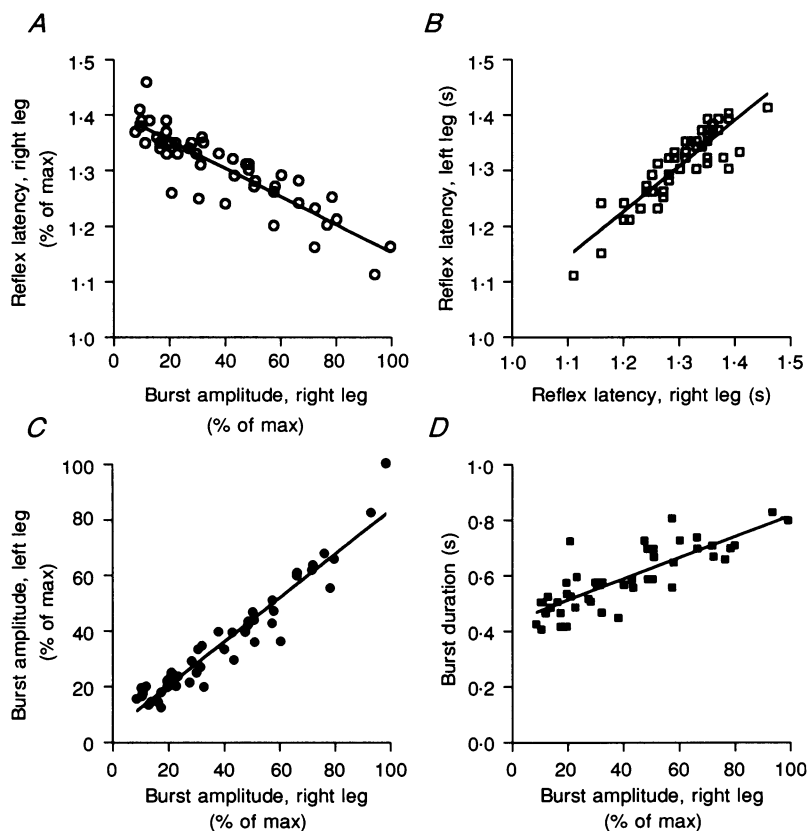 A
Reflex latency, right leg
(% of max)
1·5
1·4
1·3
1·2
1·1
1·0
0 20 40 60 80 100
Burst amplitude, right leg
(% of max)
B
Reflex latency, left leg (s)
1·5
1·4
1·3
1·2
1·1
1·0
1·0 1·1 1·2 1·3 1·4 1·5
Reflex latency, right leg (s)
C
Burst amplitude, left leg
(% of max)
100
80
60
40
20
0
0 20 40 60 80 100
Burst amplitude, right leg
(% of max)
D
Burst duration (s)
1·0
0·8
0·6
0·4
0·2
0·0
0 20 40 60 80 100
Burst amplitude, right leg
(% of max)